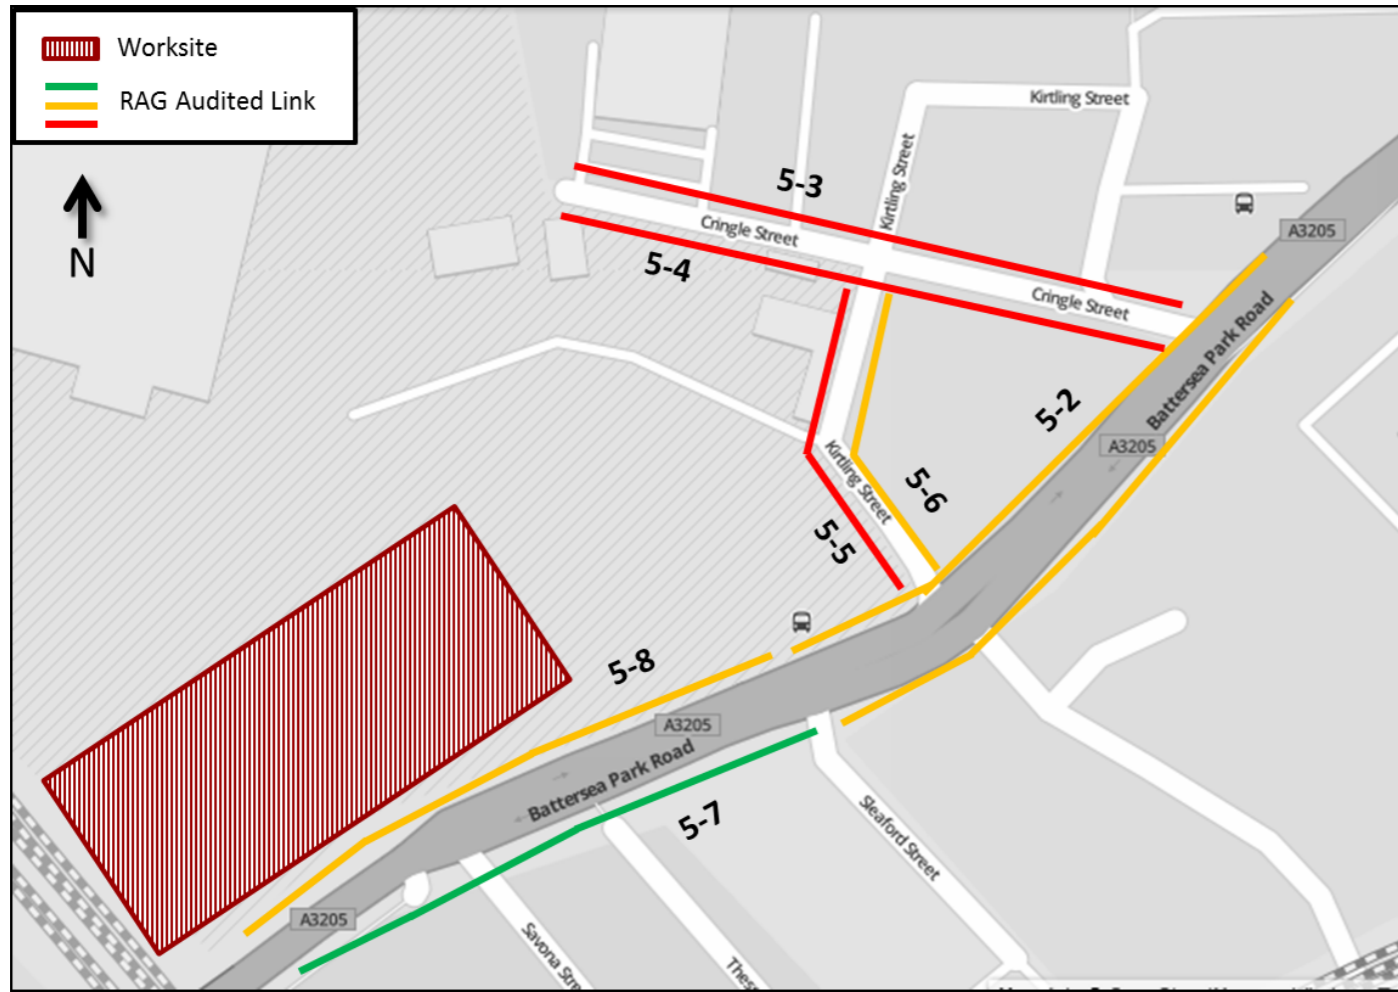 Worksite
RAG Audited Link
N
Kirtling Street
Kirtling Street
5-3
Cringle Street
5-4
A3205
Cringle Street
Battersea Park Road
5-2
A3205
Kirtling Street
5-6
5-5
5-8
A3205
Battersea Park Road
5-7
Sleaford Street
A3205
Savona